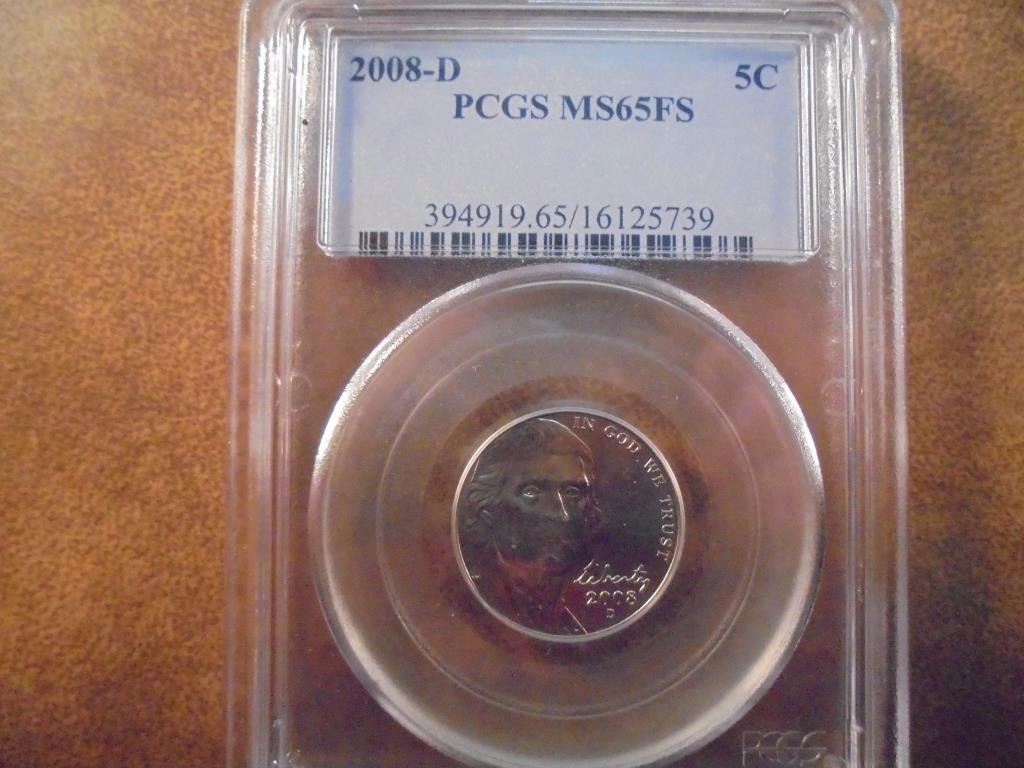 2008-D 5C
PCGS MS65FS
394919.65/16125739
IN GOD WE TRUST
Liberty
2008
D
PCGS